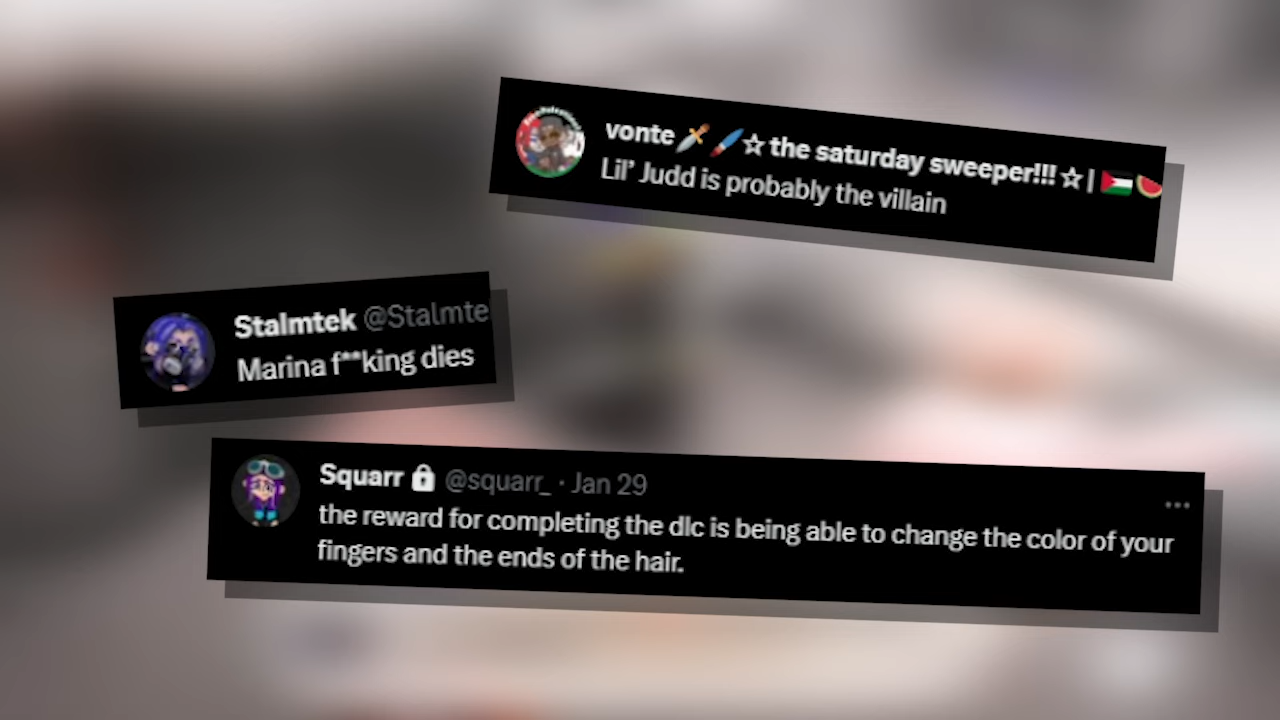 vonte🗡️🖌️☆ the saturday sweeper!!!☆| 🇵🇸🍉
Lil' Judd is probably the villain
Stalmtek @Stalmte
Marina f**king dies
Squarr 🔒 @squarr_ · Jan 29
the reward for completing the dlc is being able to change the color of your
fingers and the ends of the hair.